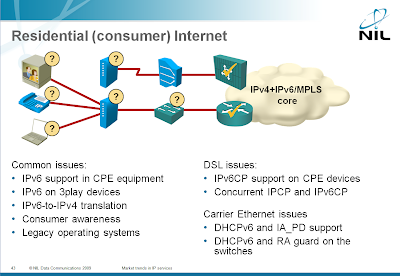 Residential (consumer) Internet
NIL
?
?
?
?
?
?
IPv4+IPv6/MPLS
core
Common issues:
• IPv6 support in CPE equipment
• IPv6 on 3play devices
• IPv6-to-IPv4 translation
• Consumer awareness
• Legacy operating systems
DSL issues:
• IPv6CP support on CPE devices
• Concurrent IPCP and IPv6CP
Carrier Ethernet issues
• DHCPv6 and IA_PD support
• DHCPv6 and RA guard on the
switches
© NIL Data Communications 2009
Market trends in IP services